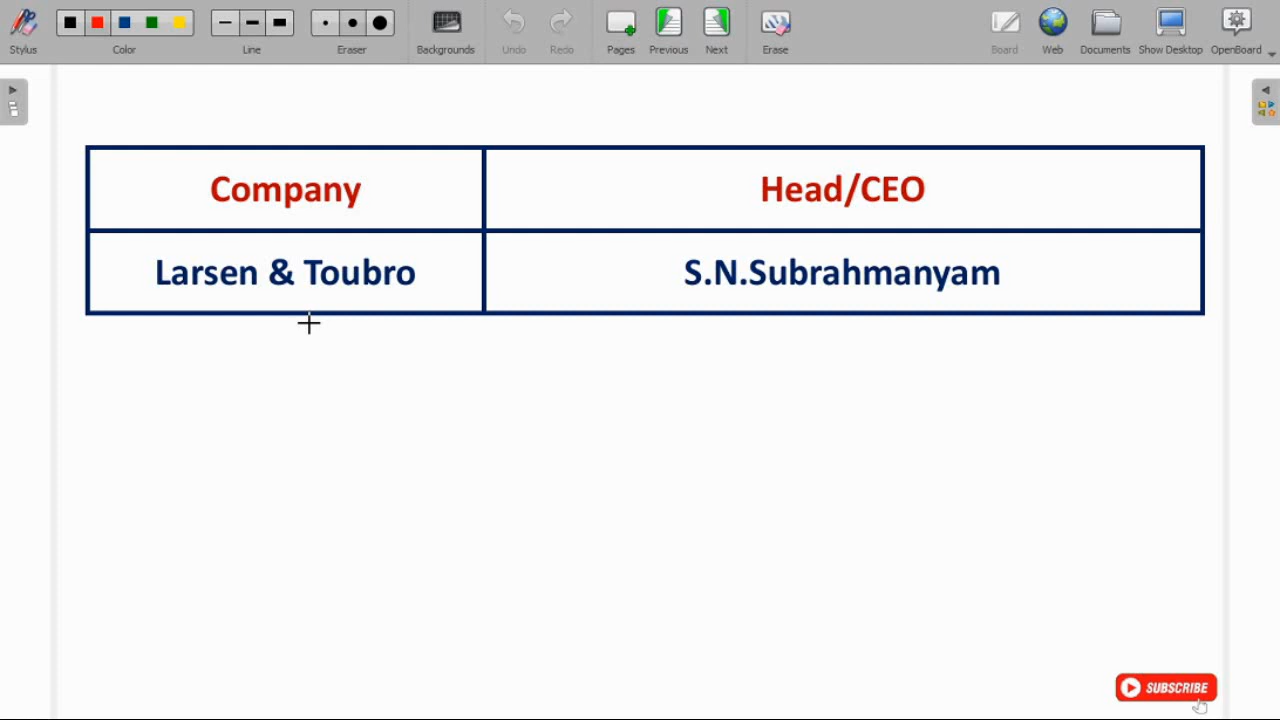 Stylus Color Line Eraser Backgrounds Undo Redo Pages Previous Next Erase Board Web Documents Show Desktop OpenBoard
Company Head/CEO
Larsen & Toubro S.N.Subrahmanyam
SUBSCRIBE